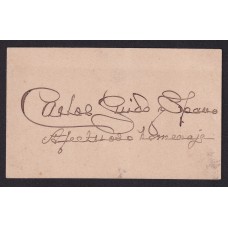 Carlos Guido y Spano
Afectuoso homenaje